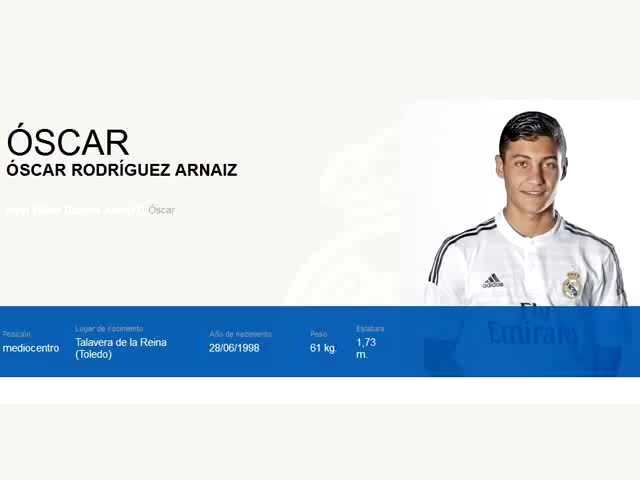 ÓSCAR
ÓSCAR RODRÍGUEZ ARNAIZ
Óscar
Posición
mediocentro
Lugar de nacimiento
Talavera de la Reina
(Toledo)
Año de nacimiento
28/06/1998
Peso
61 kg.
Estatura
1,73
m.
adidas
Fly
Emirates